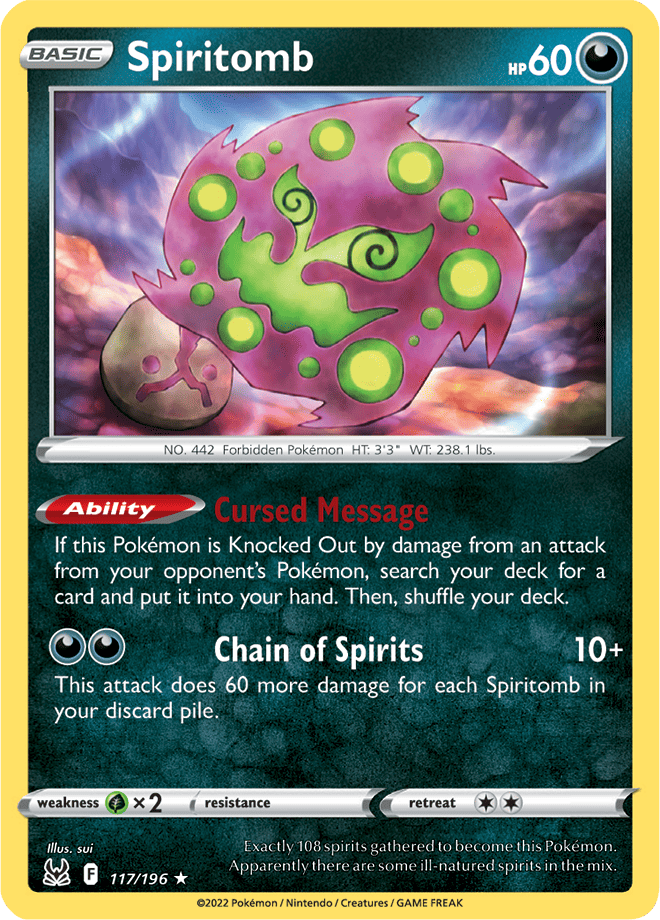 BASIC Spiritomb HP60
NO. 442 Forbidden Pokémon HT: 3'3" WT: 238.1 lbs.
Ability Cursed Message
If this Pokémon is Knocked Out by damage from an attack
from your opponent's Pokémon, search your deck for a
card and put it into your hand. Then, shuffle your deck.
Chain of Spirits 10+
This attack does 60 more damage for each Spiritomb in
your discard pile.
weakness ×2 resistance retreat
Illus. sui
Exactly 108 spirits gathered to become this Pokémon.
Apparently there are some ill-natured spirits in the mix.
F 117/196 ★
©2022 Pokémon / Nintendo / Creatures / GAME FREAK